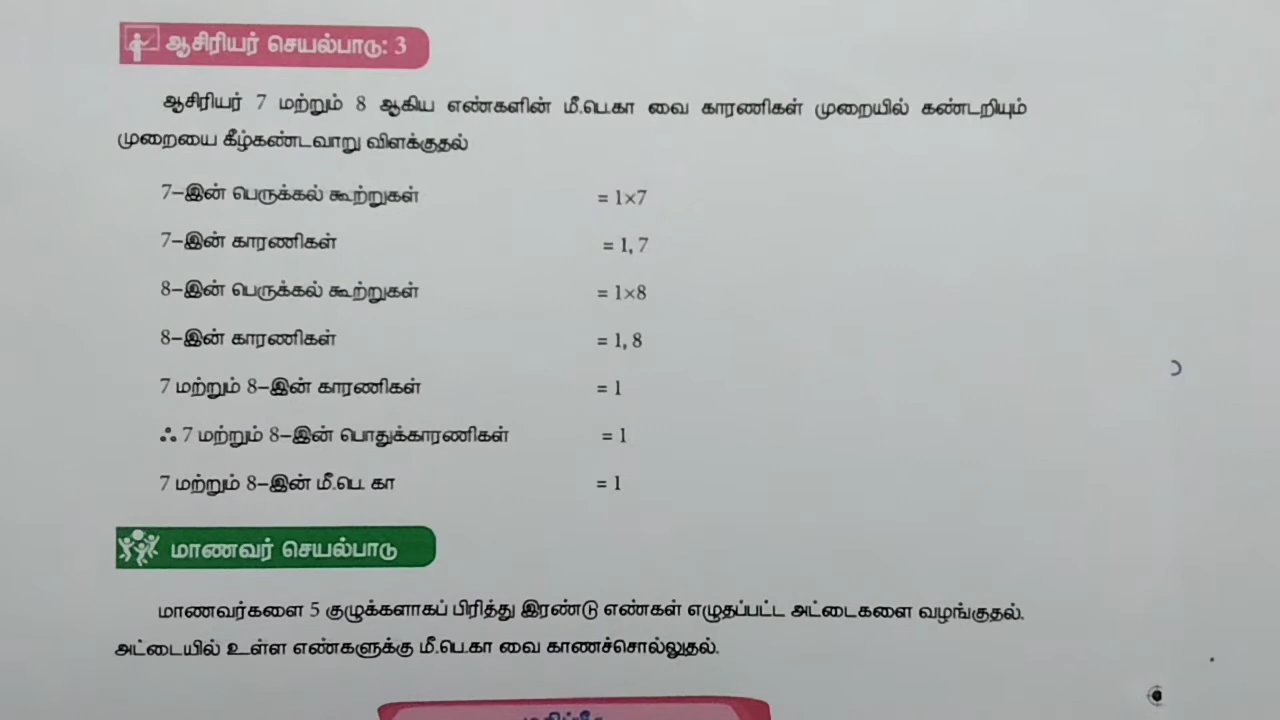 ஆசிரியர் செயல்பாடு: 3
ஆசிரியர் 7 மற்றும் 8 ஆகிய எண்களின் மீ.பெ.கா வை காரணிகள் முறையில் கண்டறியும்
முறையை கீழ்கண்டவாறு விளக்குதல்
7–இன் பெருக்கல் கூற்றுகள் = 1×7
7–இன் காரணிகள் = 1, 7
8–இன் பெருக்கல் கூற்றுகள் = 1×8
8–இன் காரணிகள் = 1, 8
7 மற்றும் 8–இன் காரணிகள் = 1
ஃ 7 மற்றும் 8–இன் பொதுக்காரணிகள் = 1
7 மற்றும் 8–இன் மீ.பெ. கா = 1
மாணவர் செயல்பாடு
மாணவர்களை 5 குழுக்களாகப் பிரித்து இரண்டு எண்கள் எழுதப்பட்ட அட்டைகளை வழங்குதல்.
அட்டையில் உள்ள எண்களுக்கு மீ.பெ.கா வை காணச்சொல்லுதல்.